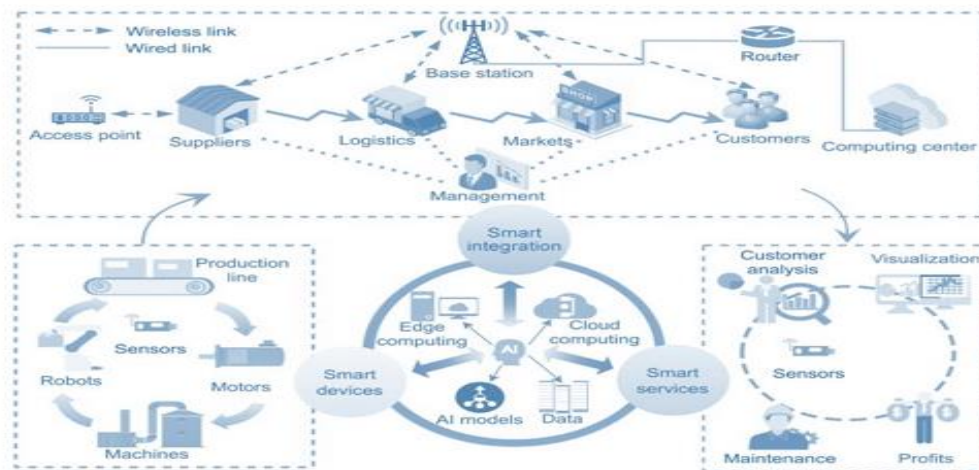 Wireless link
Wired link
Base station
Router
Access point
Suppliers
Logistics
SHOP
Markets
Customers
Computing center
Management
Smart
integration
Production
line
Sensors
Robots
Motors
Machines
Edge
computing
Cloud
computing
AI
Smart
devices
Smart
services
AI models
Data
Customer
analysis
Visualization
Sensors
Maintenance
Profits